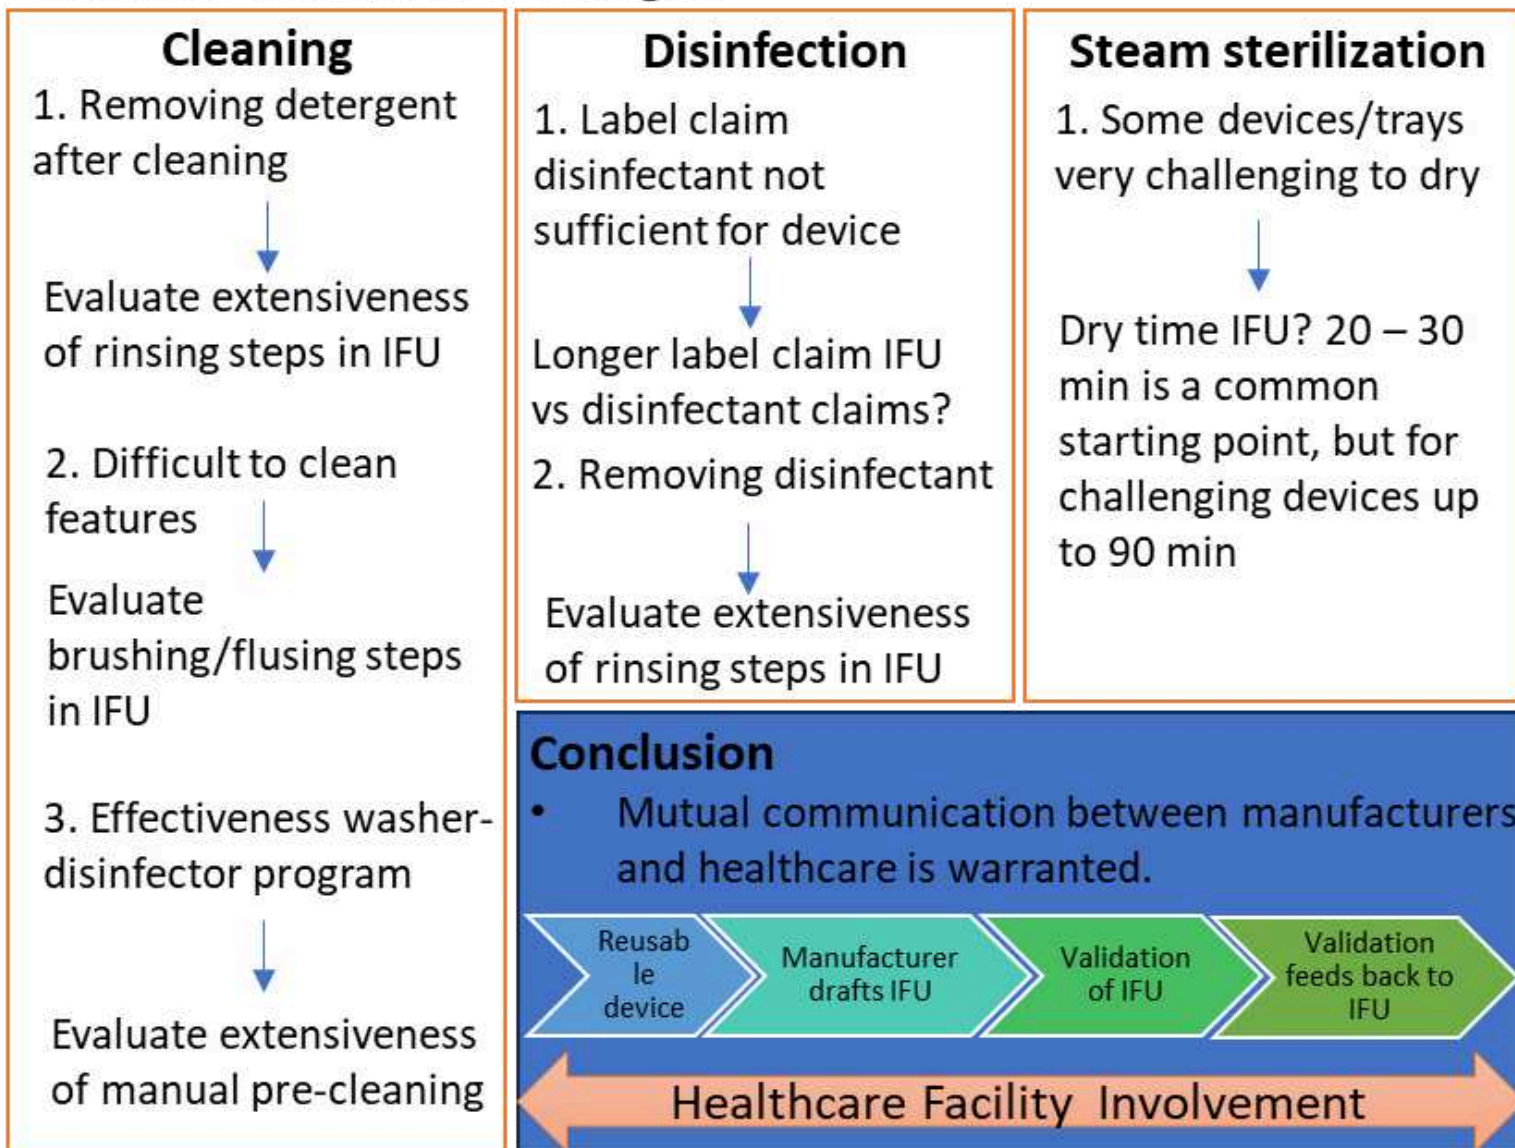 Cleaning
1. Removing detergent
after cleaning
Evaluate extensiveness
of rinsing steps in IFU
2. Difficult to clean
features
Evaluate
brushing/flusing steps
in IFU
3. Effectiveness washer-
disinfector program
Evaluate extensiveness
of manual pre-cleaning
Disinfection
1. Label claim
disinfectant not
sufficient for device
Longer label claim IFU
vs disinfectant claims?
2. Removing disinfectant
Evaluate extensiveness
of rinsing steps in IFU
Steam sterilization
1. Some devices/trays
very challenging to dry
Dry time IFU? 20 – 30
min is a common
starting point, but for
challenging devices up
to 90 min
Conclusion
• Mutual communication between manufacturers
and healthcare is warranted.
Reusab
le
device
Manufacturer
drafts IFU
Validation
of IFU
Validation
feeds back to
IFU
Healthcare Facility Involvement